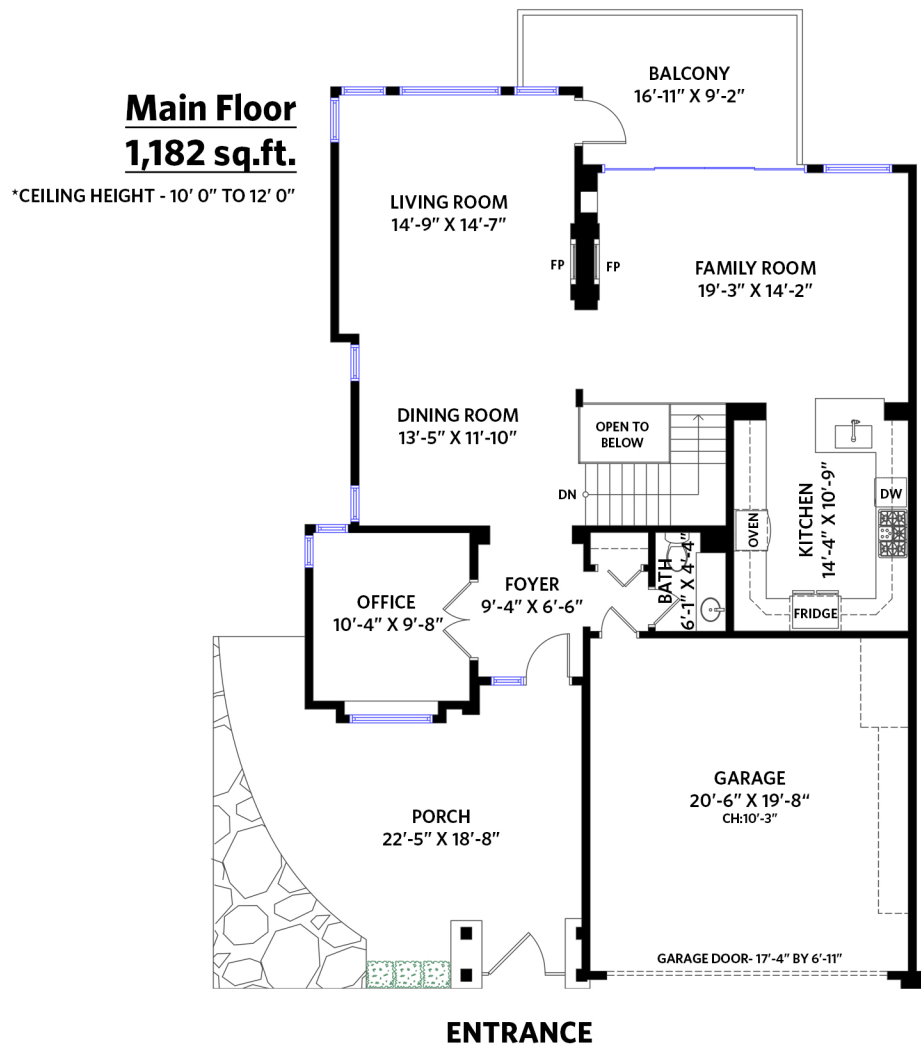 Main Floor
1,182 sq.ft.
*CEILING HEIGHT - 10' 0" TO 12' 0"
BALCONY
16'-11" X 9'-2"
LIVING ROOM
14'-9" X 14'-7"
FP
FP
FAMILY ROOM
19'-3" X 14'-2"
DINING ROOM
13'-5" X 11'-10"
OPEN TO
BELOW
DN
KITCHEN
14'-4" X 10'-9"
DW
OVEN
FRIDGE
BATH
6'-1" X 4'-4"
FOYER
9'-4" X 6'-6"
OFFICE
10'-4" X 9'-8"
GARAGE
20'-6" X 19'-8“
CH:10'-3"
PORCH
22'-5" X 18'-8"
GARAGE DOOR- 17'-4" BY 6'-11"
ENTRANCE